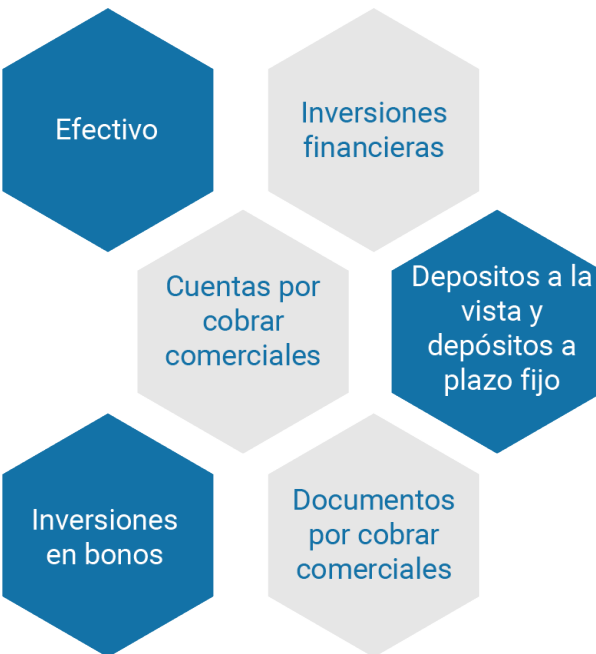 Efectivo
Inversiones
financieras
Cuentas por
cobrar
comerciales
Depositos a la
vista y
depósitos a
plazo fijo
Inversiones
en bonos
Documentos
por cobrar
comerciales